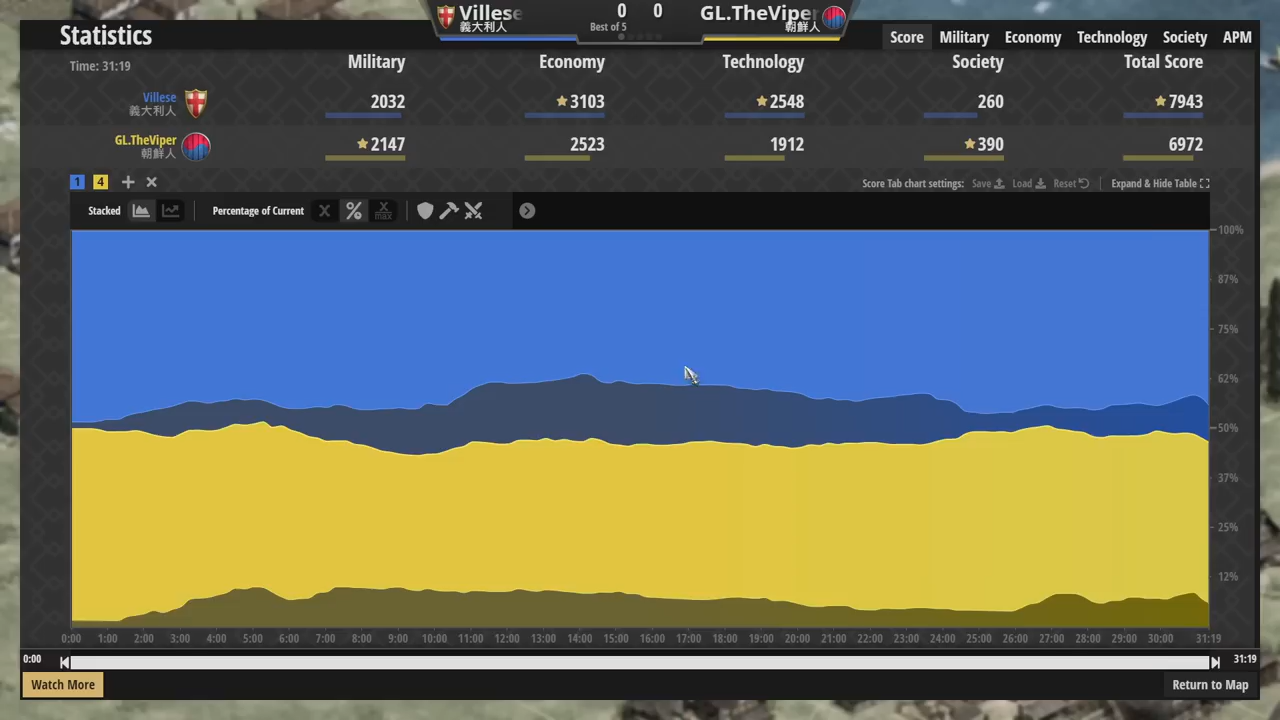 Villese 0 0 GL.TheViper
義大利人 Best of 5 朝鮮人
Statistics
Score Military Economy Technology Society APM
Time: 31:19 Military Economy Technology Society Total Score
Villese 2032 3103 2548 260 7943
義大利人
GL.TheViper 2147 2523 1912 390 6972
朝鮮人
1 4 Score Tab chart settings: Save Load Reset Expand & Hide Table
Stacked Percentage of Current X % X max
100%
87%
75%
62%
50%
37%
25%
12%
0:00 1:00 2:00 3:00 4:00 5:00 6:00 7:00 8:00 9:00 10:00 11:00 12:00 13:00 14:00 15:00 16:00 17:00 18:00 19:00 20:00 21:00 22:00 23:00 24:00 25:00 26:00 27:00 28:00 29:00 30:00 31:19
0:00 31:19
Watch More Return to Map